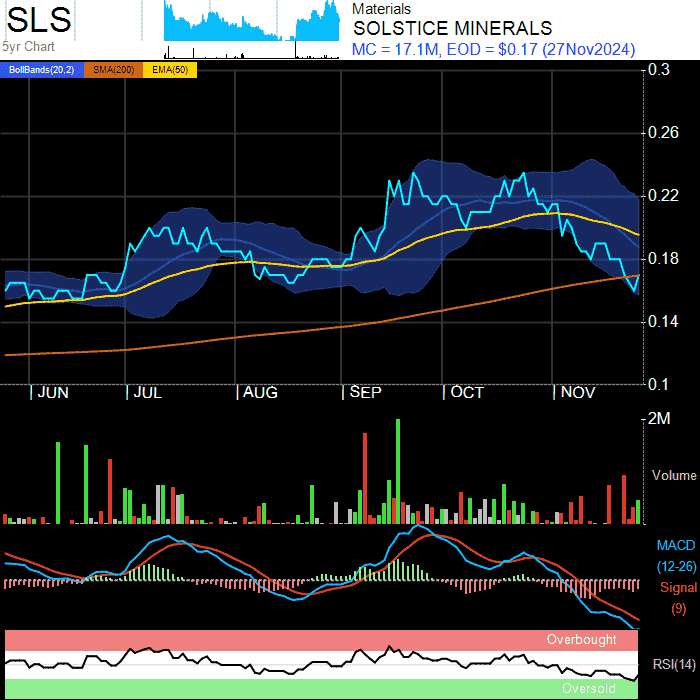 SLS
5yr Chart
Materials
SOLSTICE MINERALS
MC = 17.1M, EOD = $0.17 (27Nov2024)
BollBands(20,2) SMA(200) EMA(50)
0.3
0.26
0.22
0.18
0.14
0.1
JUN JUL AUG SEP OCT NOV
2M
Volume
MACD
(12-26)
Signal
(9)
Overbought
RSI(14)
Oversold